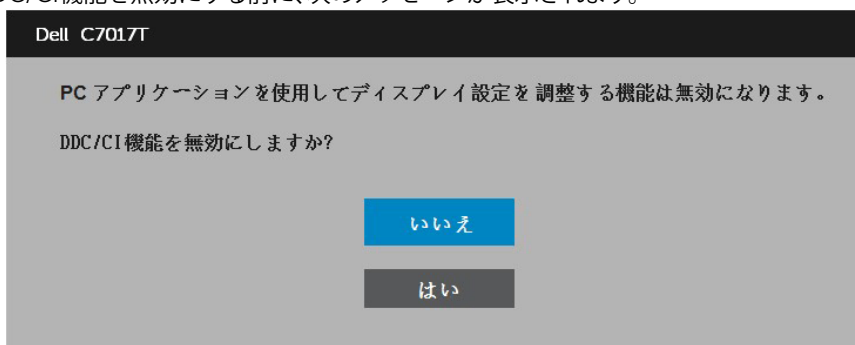 Dell C7017T
PC アプリケーションを使用してディスプレイ設定を調整する機能は無効になります。
DDC/CI機能を無効にしますか?
いいえ
はい